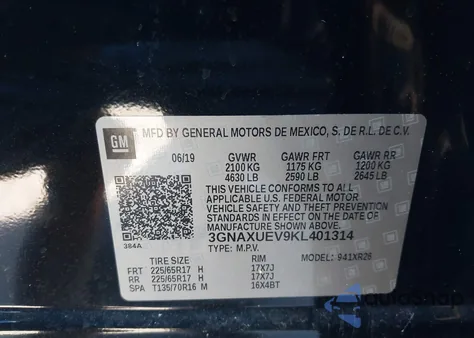 GM
MFD BY GENERAL MOTORS DE MEXICO, S. DE R.L. DE C.V.
06/19 GVWR GAWR FRT GAWR RR
2100 KG 1175 KG 1200 KG
4630 LB 2590 LB 2645 LB
THIS VEHICLE CONFORMS TO ALL
APPLICABLE U.S. FEDERAL MOTOR
VEHICLE SAFETY AND THEFT PREVENTION
STANDARDS IN EFFECT ON THE DATE OF
MANUFACTURE SHOWN ABOVE.
384A
3GNAXUEV9KL401314
TYPE: M.P.V. MODEL: 941XR26
TIRE SIZE RIM
FRT 225/65R17 H 17X7J
RR 225/65R17 H 17X7J
SPA T135/70R16 M 16X4BT
AutoShop